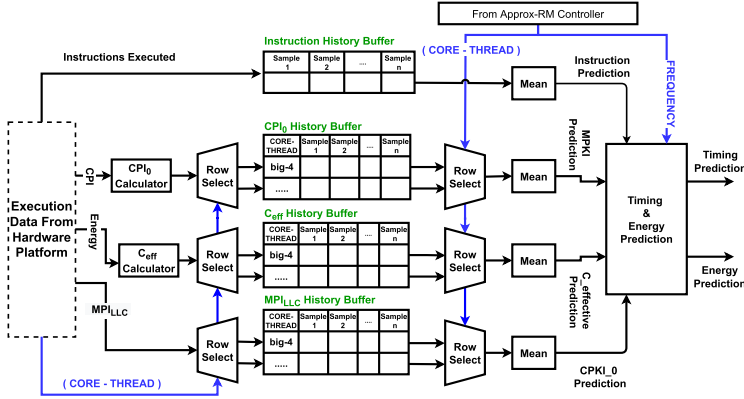 From Approx-RM Controller
Instruction History Buffer
( CORE - THREAD )
Instructions Executed
Sample 1
Sample 2
....
Sample n
Mean
Instruction Prediction
FREQUENCY
CPI0 History Buffer
CORE-THREAD
Sample 1
Sample 2
....
Sample n
big-4
.....
CPI
CPI0 Calculator
Row Select
Row Select
Mean
MPKI Prediction
Timing Prediction
Execution Data From Hardware Platform
Timing & Energy Prediction
Ceff History Buffer
CORE-THREAD
Sample 1
Sample 2
....
Sample n
big-4
.....
Energy
Ceff Calculator
Row Select
Row Select
Mean
C_effective Prediction
Energy Prediction
MPILLC
MPILLC History Buffer
CORE-THREAD
Sample 1
Sample 2
....
Sample n
big-4
.....
Row Select
Row Select
Mean
CPKI_0 Prediction
( CORE - THREAD )